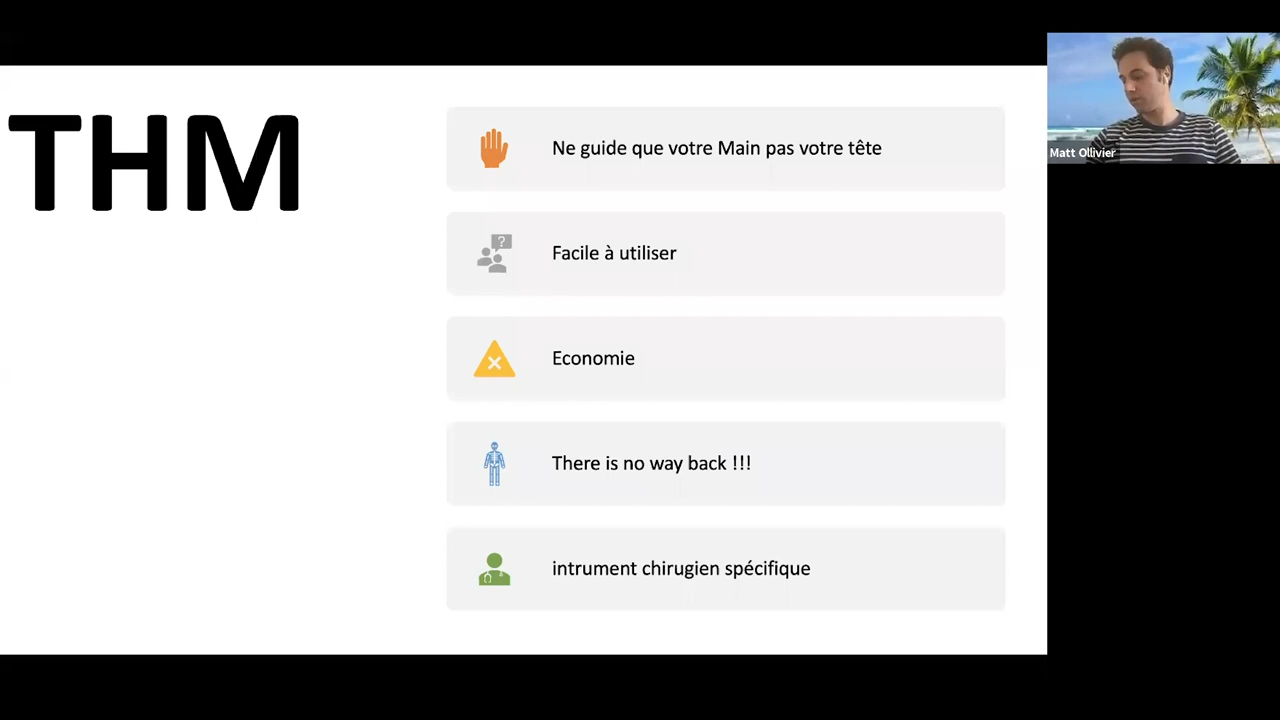 THM
Ne guide que votre Main pas votre tête
?
Facile à utiliser
Economie
There is no way back !!!
intrument chirugien spécifique
Matt Ollivier